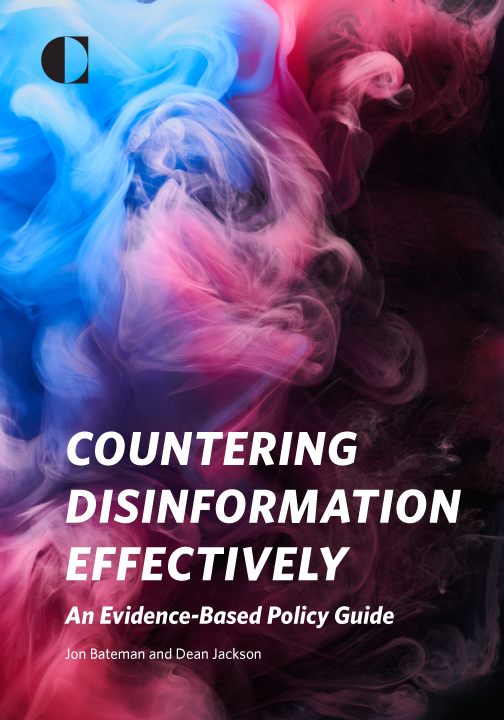 COUNTERING
DISINFORMATION
EFFECTIVELY
An Evidence-Based Policy Guide
Jon Bateman and Dean Jackson